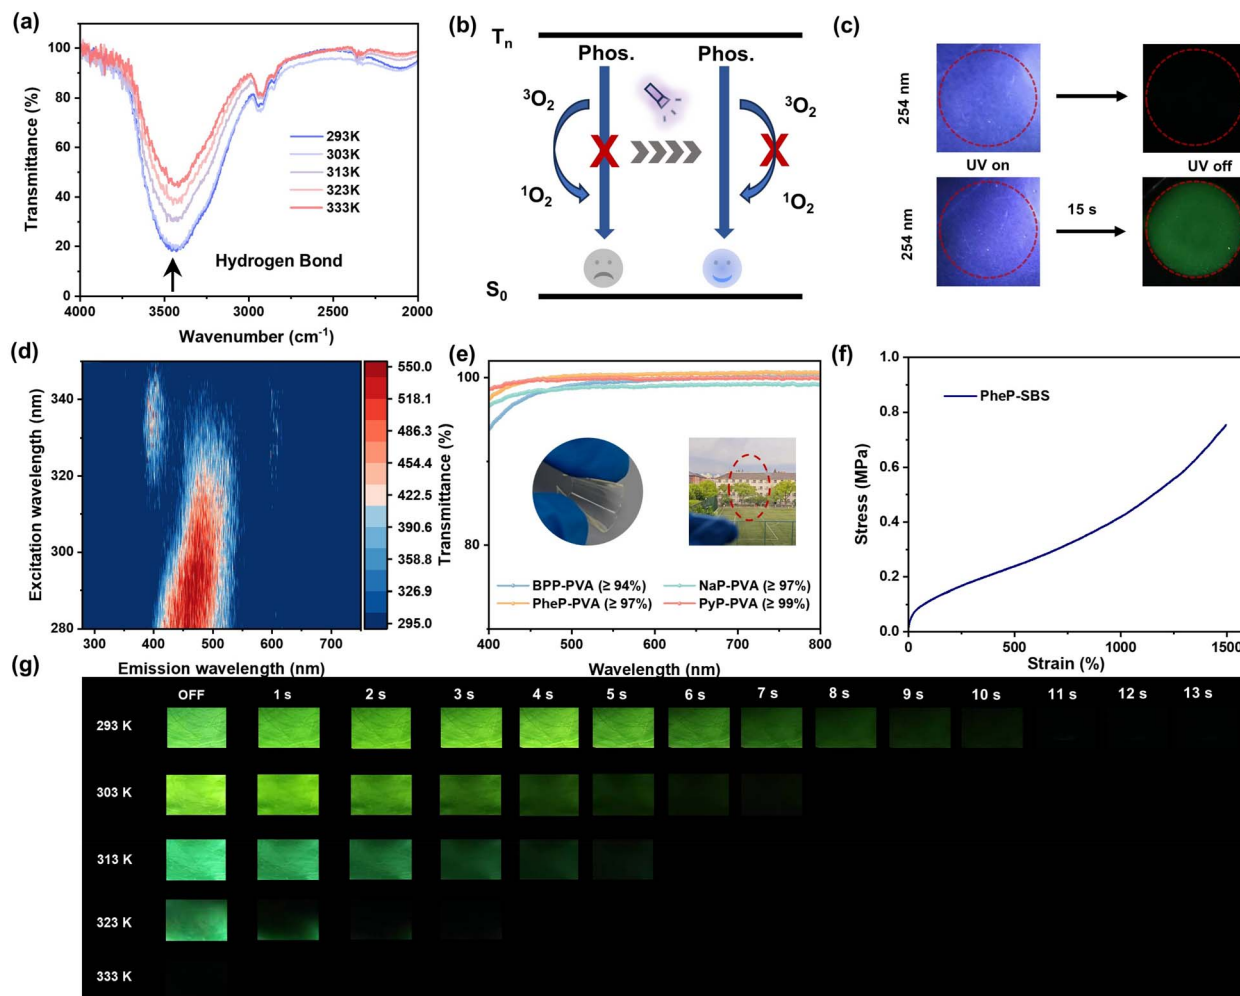 (a)
100
80
60
40
20
0
Transmittance (%)
293K
303K
313K
323K
333K
Hydrogen Bond
4000
3500
3000
2500
2000
Wavenumber (cm⁻¹)
(b)
Tₙ
Phos.
Phos.
³O₂
³O₂
X
X
¹O₂
¹O₂
S₀
(c)
254 nm
UV on
UV off
254 nm
15 s
(d)
Excitation wavelength (nm)
340
320
300
280
300
400
500
600
700
Emission wavelength (nm)
550.0
518.1
486.3
454.4
422.5
390.6
358.8
326.9
295.0
(e)
Transmittance (%)
100
80
BPP-PVA (≥ 94%)
NaP-PVA (≥ 97%)
PheP-PVA (≥ 97%)
PyP-PVA (≥ 99%)
400
500
600
700
800
Wavelength (nm)
(f)
Stress (MPa)
1.0
0.8
0.6
0.4
0.2
0.0
PheP-SBS
0
500
1000
1500
Strain (%)
(g)
OFF 1 s 2 s 3 s 4 s 5 s 6 s 7 s 8 s 9 s 10 s 11 s 12 s 13 s
293 K
303 K
313 K
323 K
333 K